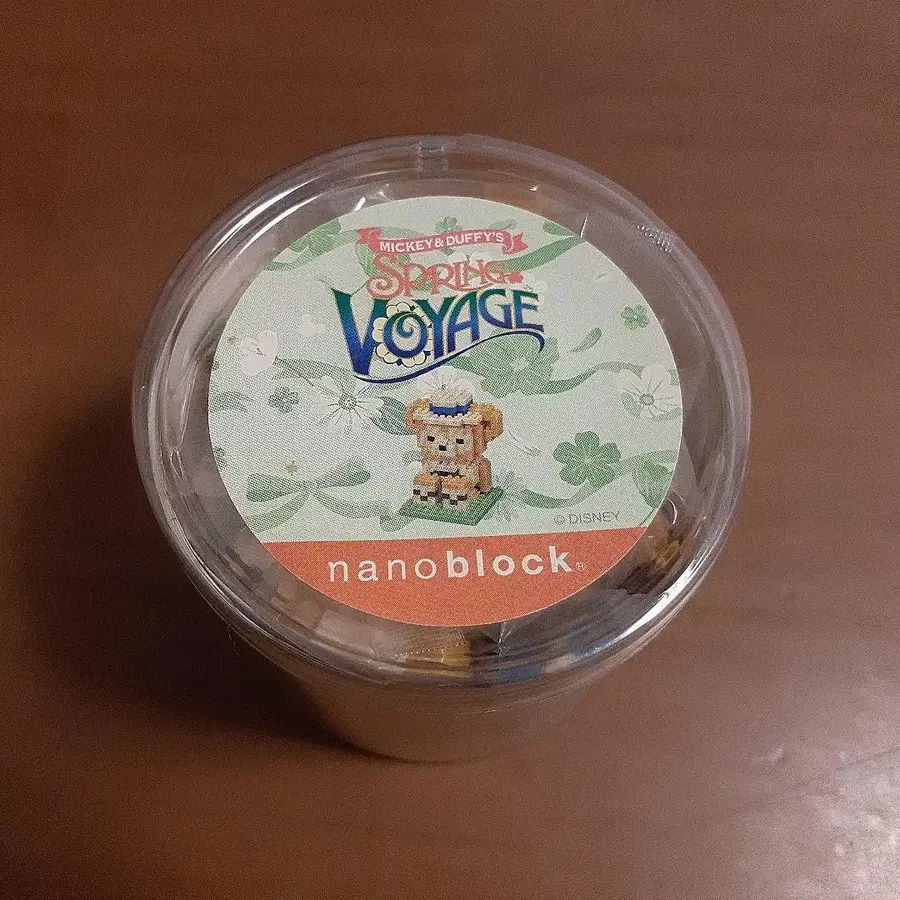 MICKEY & DUFFY'S
SPRING
VOYAGE
© DISNEY
nanoblock®